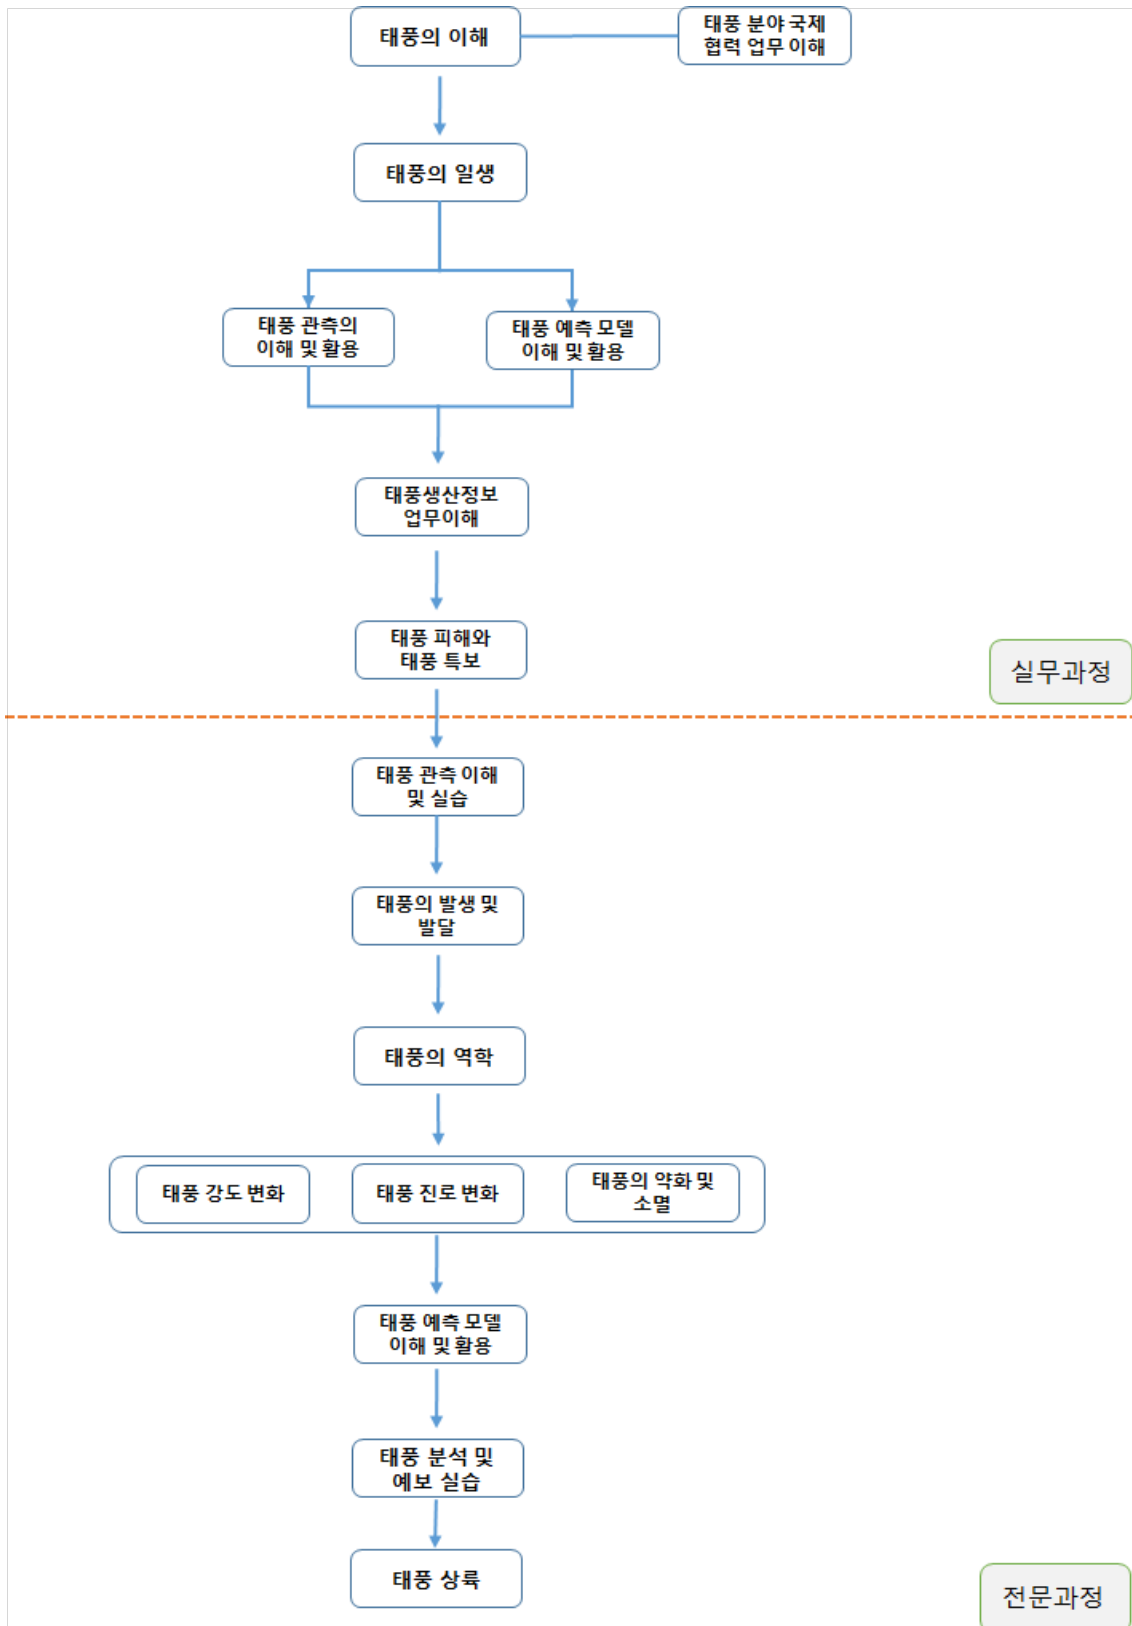 태풍의 이해
태풍 분야 국제
협력 업무 이해
태풍의 일생
태풍 관측의
이해 및 활용
태풍 예측 모델
이해 및 활용
태풍생산정보
업무이해
태풍 피해와
태풍 특보
실무과정
태풍 관측 이해
및 실습
태풍의 발생 및
발달
태풍의 역학
태풍 강도 변화
태풍 진로 변화
태풍의 약화 및
소멸
태풍 예측 모델
이해 및 활용
태풍 분석 및
예보 실습
태풍 상륙
전문과정